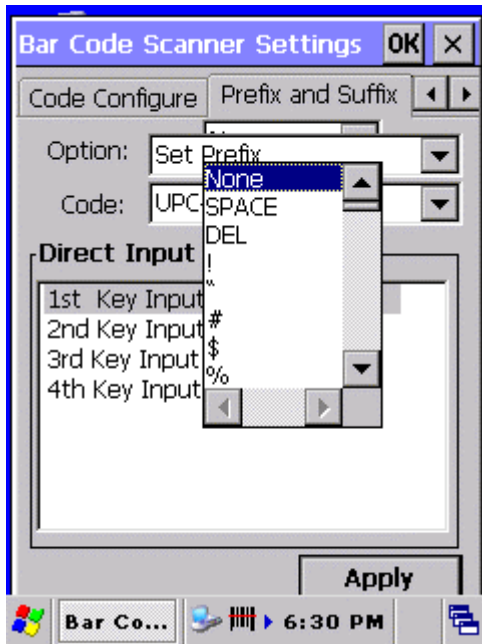 Bar Code Scanner Settings OK ×
Code Configure Prefix and Suffix
Option: Set Prefix
Code: UPC-
None
SPACE
DEL
!
"
#
$
%
Direct Input
1st Key Input
2nd Key Input
3rd Key Input
4th Key Input
Apply
Bar Co... 6:30 PM